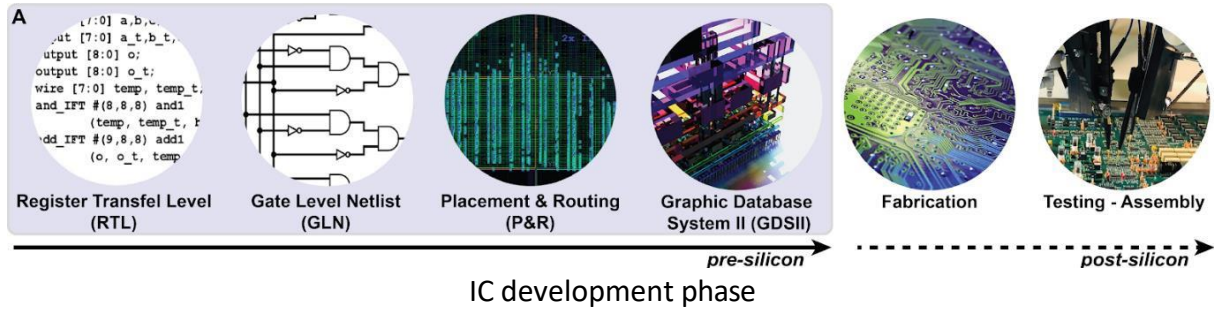 A
[7:0] a,b,c
put [7:0] a_t,b_t,
output [8:0] o;
output [8:0] o_t;
wire [7:0] temp, temp_t,
and_IFT #(8,8,8) and1
(temp, temp_t,
add_IFT #(9,8,8) add1
(o, o_t, temp
2x
Register Transfel Level
(RTL)
Gate Level Netlist
(GLN)
Placement & Routing
(P&R)
Graphic Database
System II (GDSII)
Fabrication
Testing - Assembly
pre-silicon
post-silicon
IC development phase